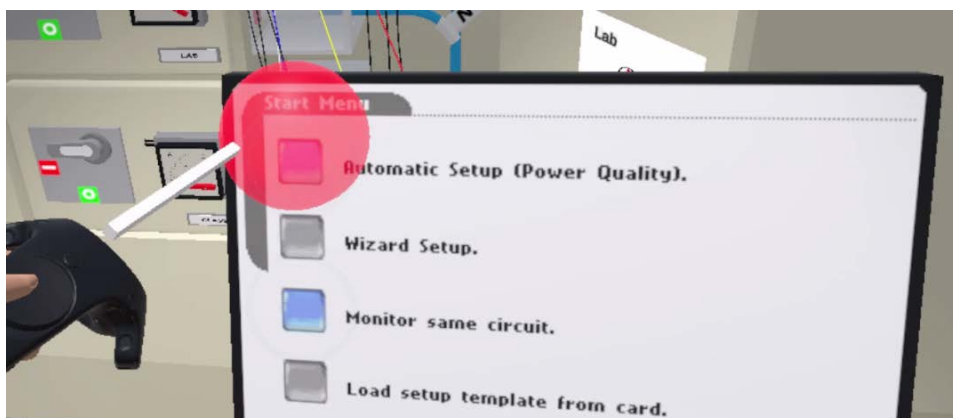 Lab
LAB
Start Menu
Automatic Setup (Power Quality).
Wizard Setup.
Monitor same circuit.
Load setup template from card.